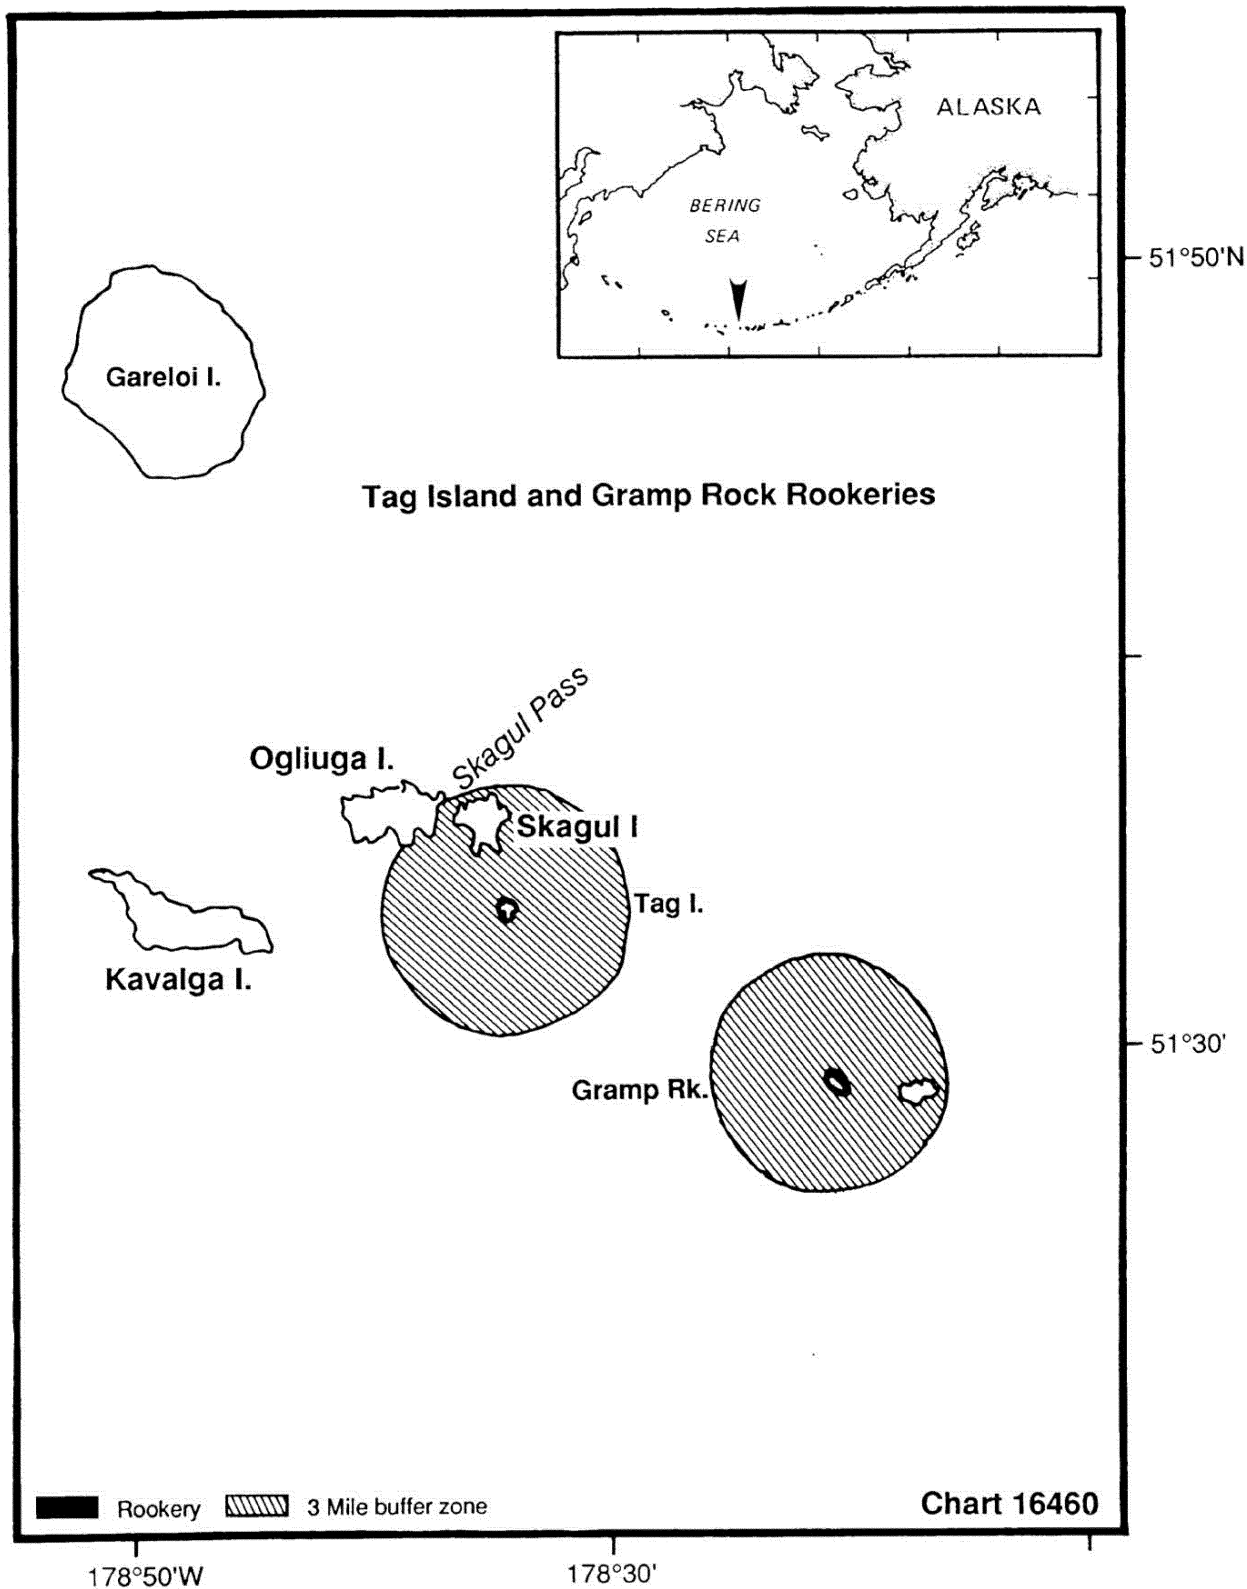 ALASKA
BERING
SEA
51°50'N
Gareloi I.
Tag Island and Gramp Rock Rookeries
Skagul Pass
Ogliuga I.
Skagul I
Tag I.
Kavalga I.
51°30'
Gramp Rk.
Rookery
3 Mile buffer zone
Chart 16460
178°50'W
178°30'